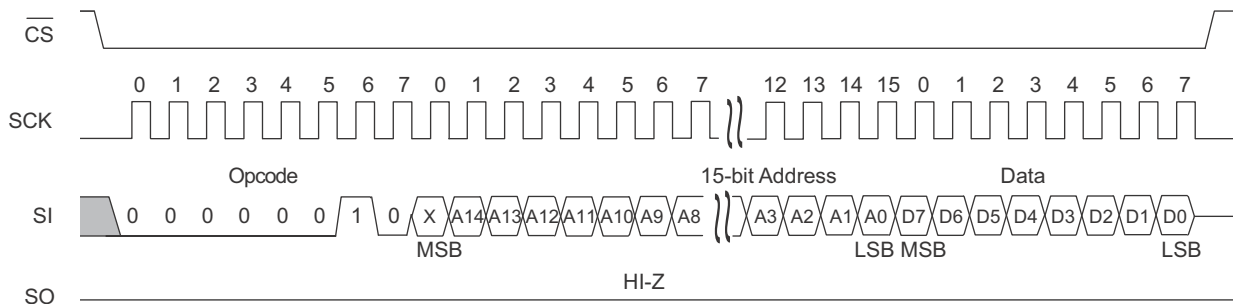 CS
0 1 2 3 4 5 6 7 0 1 2 3 4 5 6 7 12 13 14 15 0 1 2 3 4 5 6 7
SCK
Opcode 15-bit Address Data
SI 0 0 0 0 0 0 1 0 X A14 A13 A12 A11 A10 A9 A8 A3 A2 A1 A0 D7 D6 D5 D4 D3 D2 D1 D0
MSB LSB MSB LSB
HI-Z
SO